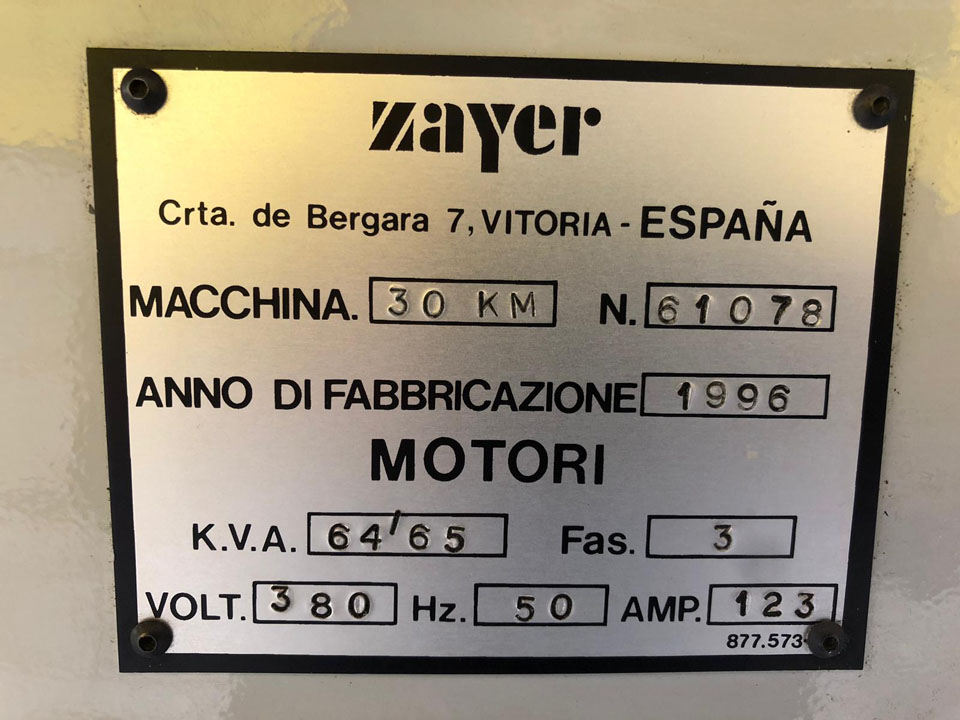 zayer
Crta. de Bergara 7, VITORIA - ESPAÑA
MACCHINA. 30 KM N. 61078
ANNO DI FABBRICAZIONE 1996
MOTORI
K.V.A. 64'65 Fas. 3
VOLT. 380 Hz. 50 AMP. 123
877.573